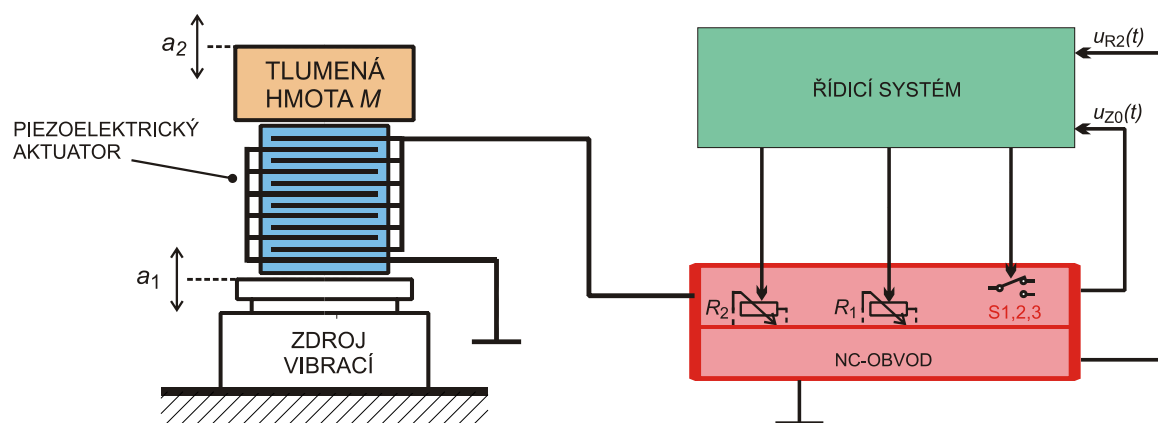 a2
TLUMENÁ
HMOTA M
PIEZOELEKTRICKÝ
AKTUATOR
a1
ZDROJ
VIBRACÍ
ŘÍDICÍ SYSTÉM
uR2(t)
uZ0(t)
R2
R1
S1,2,3
NC-OBVOD